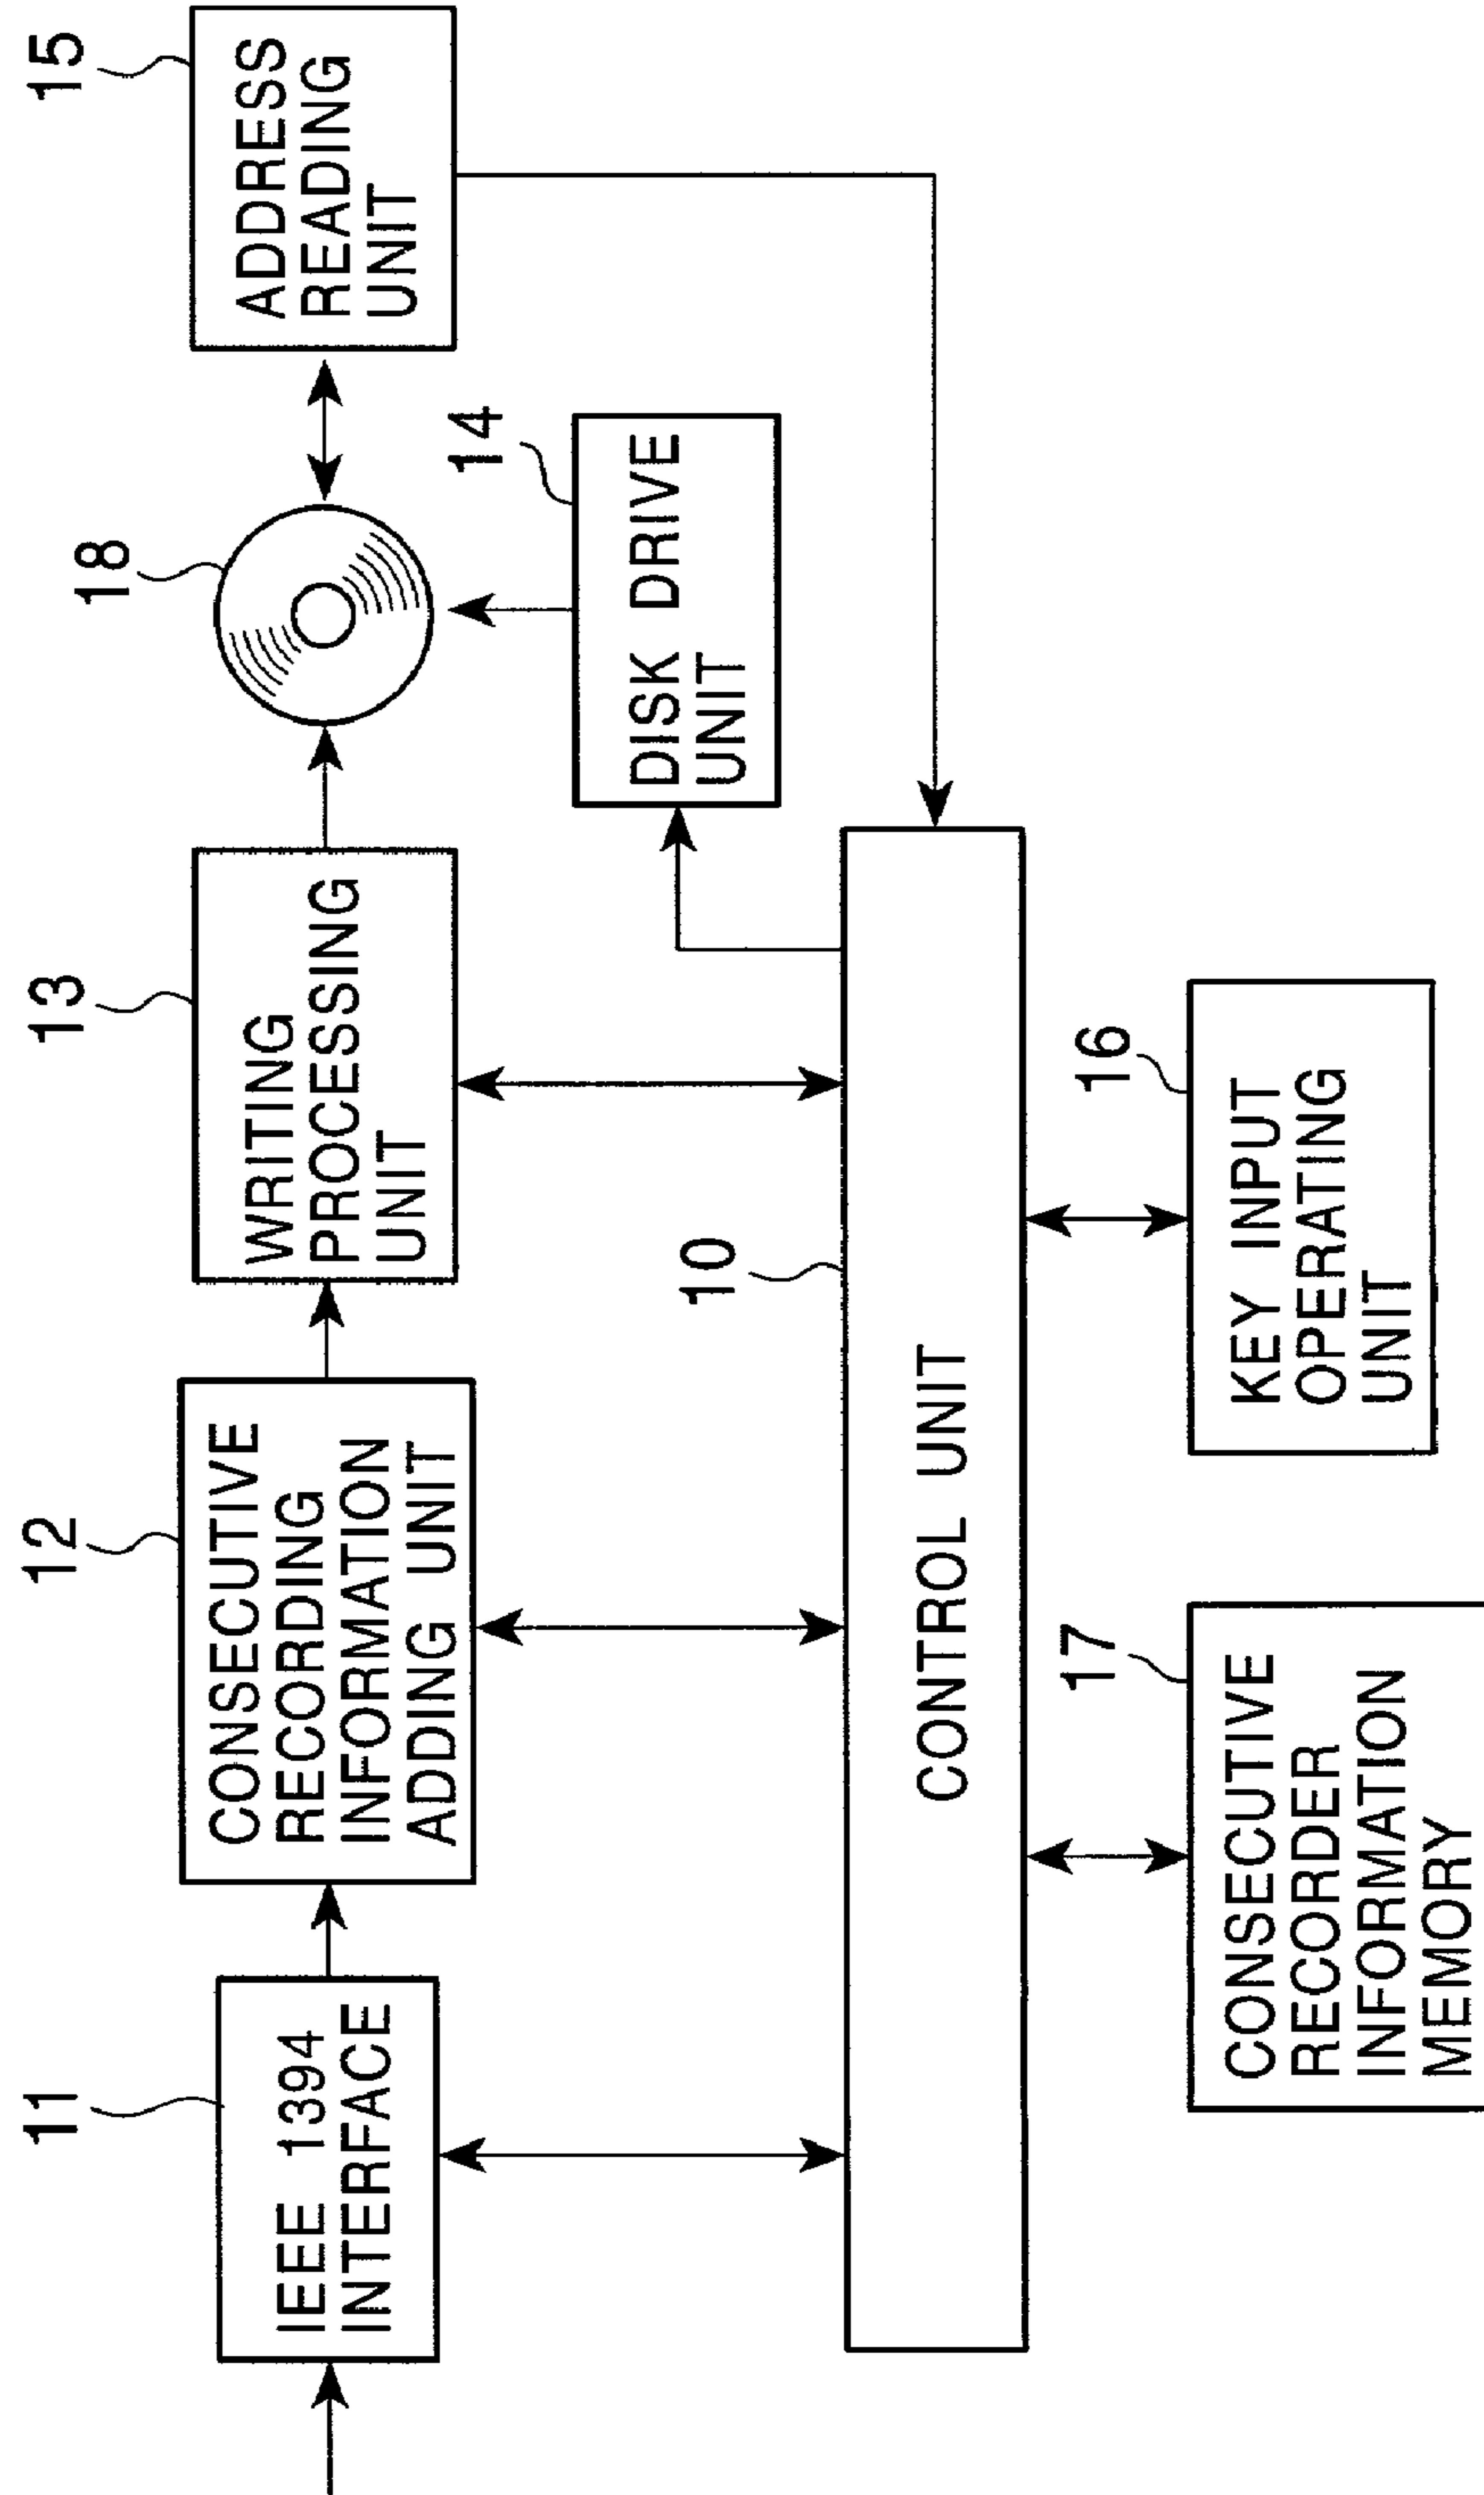 11
IEEE 1394
INTERFACE
12
CONSECUTIVE
RECORDING
INFORMATION
ADDING UNIT
13
WRITING
PROCESSING
UNIT
18
15
ADDRESS
READING
UNIT
14
DISK DRIVE
UNIT
10
CONTROL UNIT
17
CONSECUTIVE
RECORDER
INFORMATION
MEMORY
16
KEY INPUT
OPERATING
UNIT